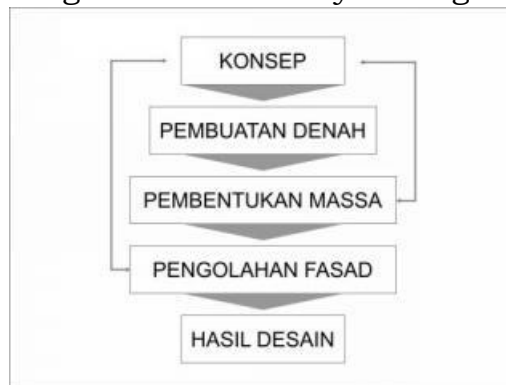 KONSEP
PEMBUATAN DENAH
PEMBENTUKAN MASSA
PENGOLAHAN FASAD
HASIL DESAIN